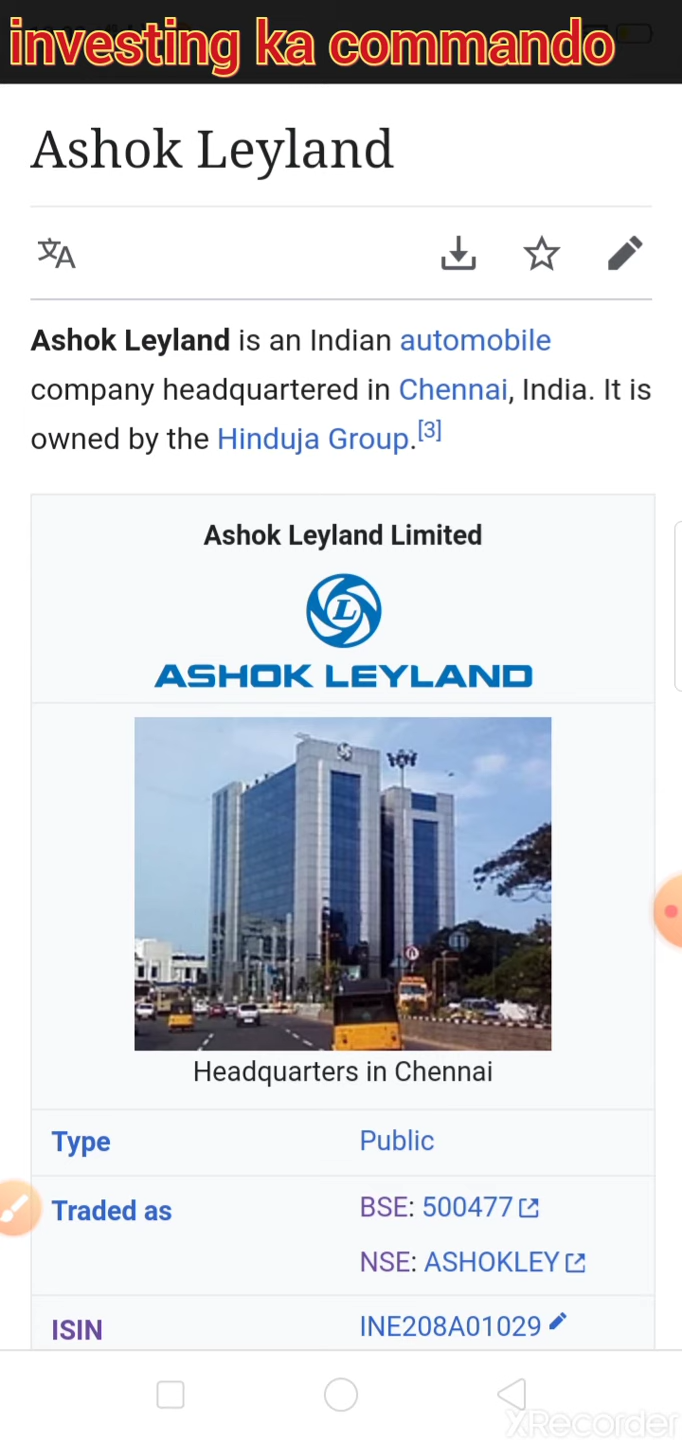 investing ka commando
Ashok Leyland
Ashok Leyland is an Indian automobile
company headquartered in Chennai, India. It is
owned by the Hinduja Group.[3]
Ashok Leyland Limited
L
ASHOK LEYLAND
Headquarters in Chennai
Type Public
Traded as BSE: 500477
NSE: ASHOKLEY
ISIN INE208A01029
XRecorder